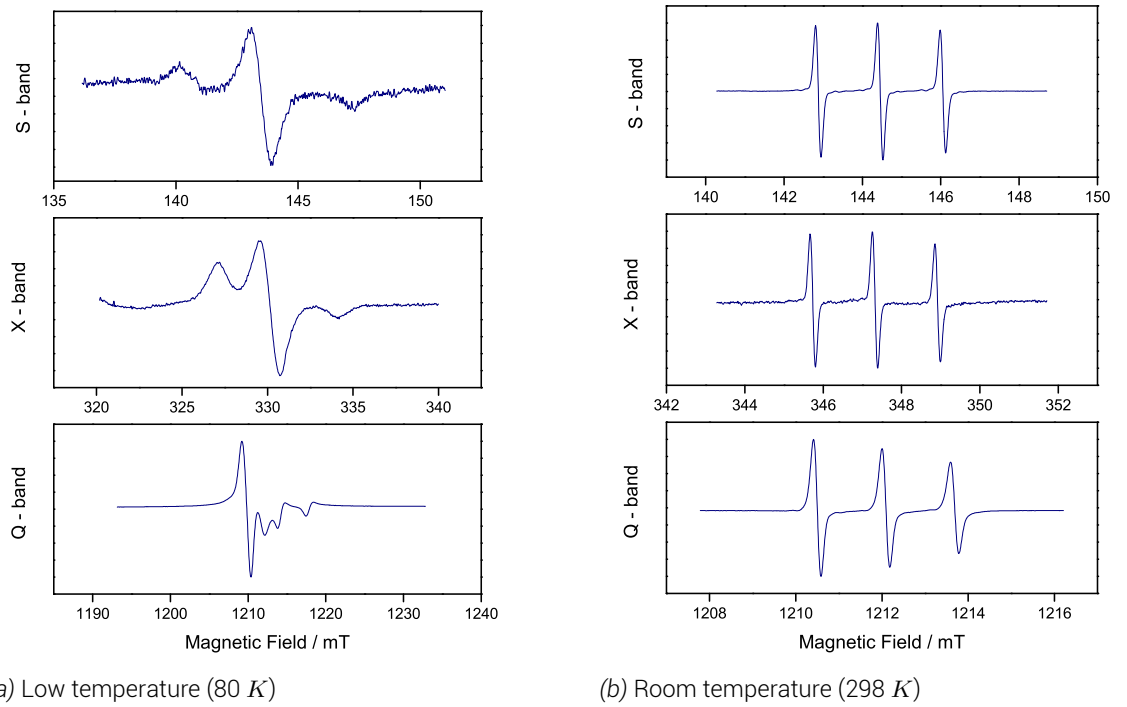 S - band
135 140 145 150
X - band
320 325 330 335 340
Q - band
1190 1200 1210 1220 1230 1240
Magnetic Field / mT
a) Low temperature (80 K)
S - band
140 142 144 146 148 150
X - band
342 344 346 348 350 352
Q - band
1208 1210 1212 1214 1216
Magnetic Field / mT
(b) Room temperature (298 K)